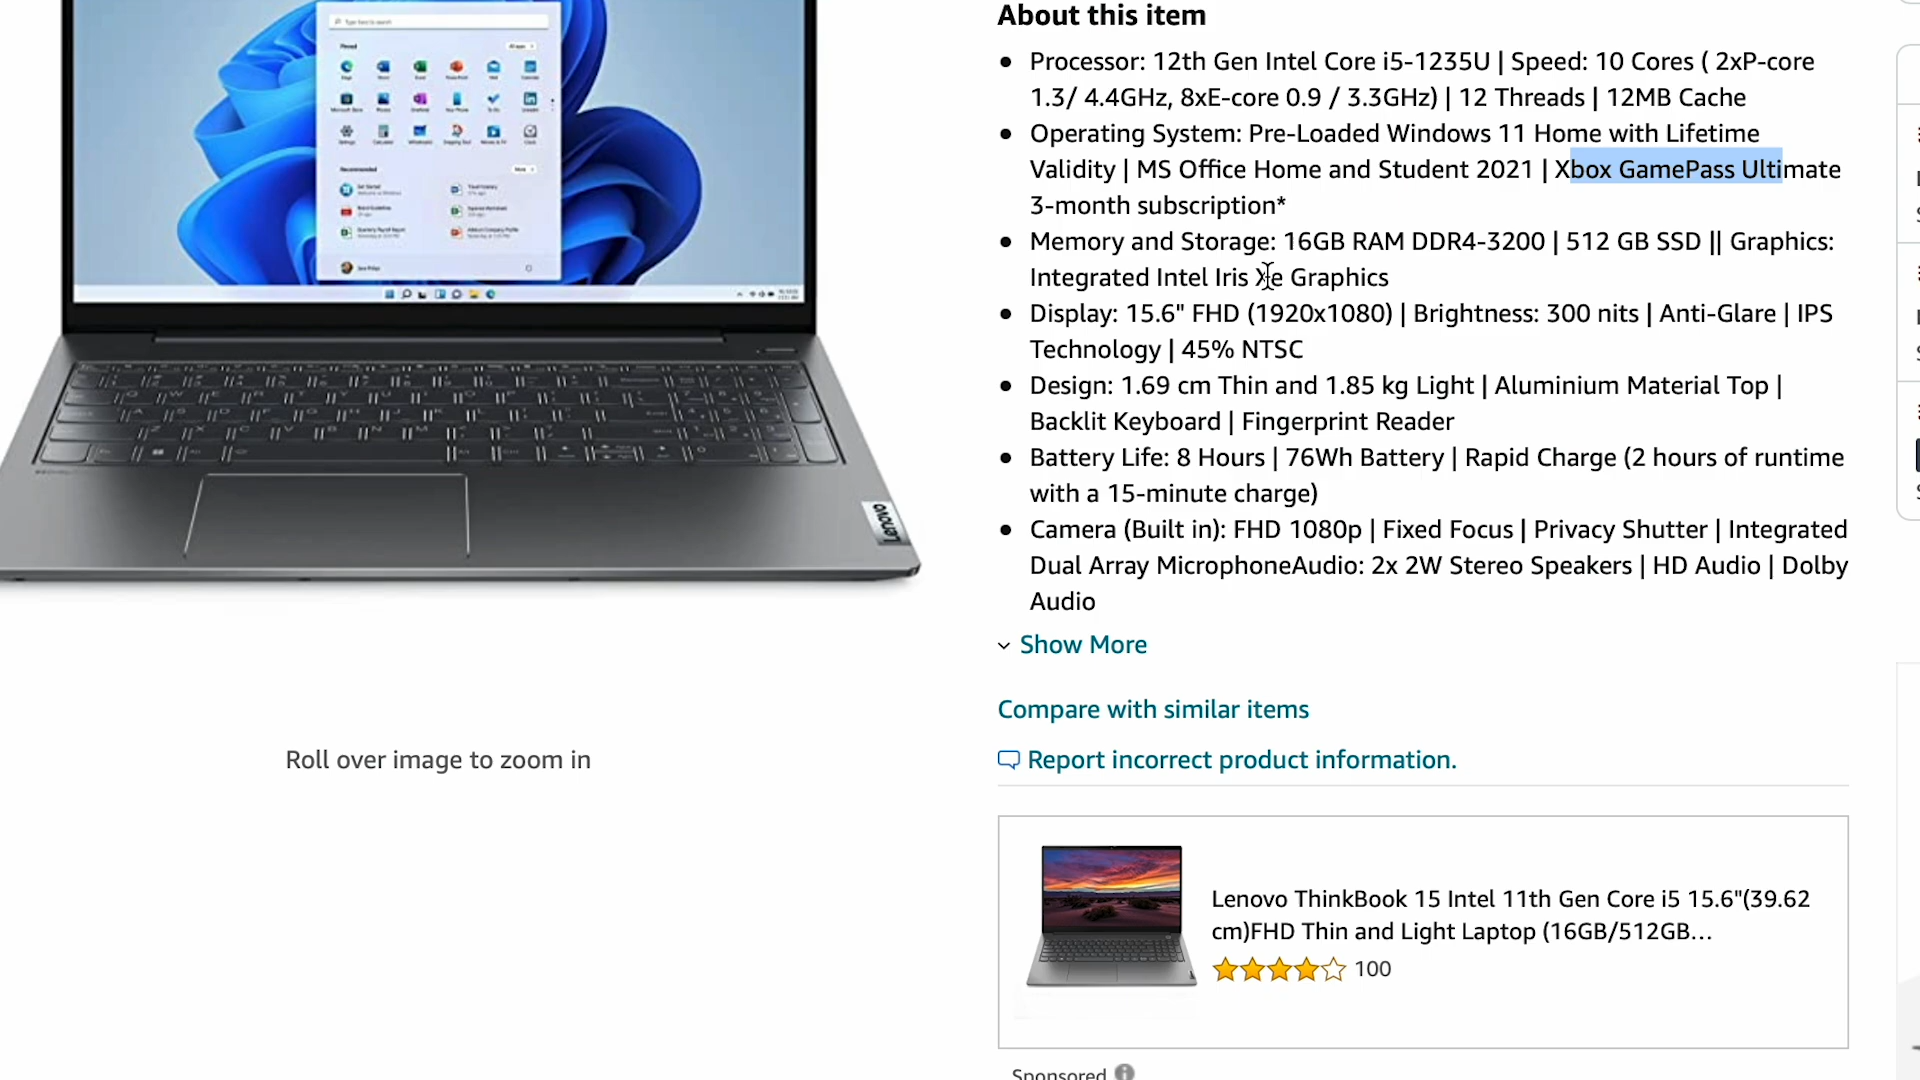 About this item
Processor: 12th Gen Intel Core i5-1235U | Speed: 10 Cores ( 2xP-core
1.3/ 4.4GHz, 8xE-core 0.9 / 3.3GHz) | 12 Threads | 12MB Cache
Operating System: Pre-Loaded Windows 11 Home with Lifetime
Validity | MS Office Home and Student 2021 | Xbox GamePass Ultimate
3-month subscription*
Memory and Storage: 16GB RAM DDR4-3200 | 512 GB SSD || Graphics:
Integrated Intel Iris Xe Graphics
Display: 15.6" FHD (1920x1080) | Brightness: 300 nits | Anti-Glare | IPS
Technology | 45% NTSC
Design: 1.69 cm Thin and 1.85 kg Light | Aluminium Material Top |
Backlit Keyboard | Fingerprint Reader
Battery Life: 8 Hours | 76Wh Battery | Rapid Charge (2 hours of runtime
with a 15-minute charge)
Camera (Built in): FHD 1080p | Fixed Focus | Privacy Shutter | Integrated
Dual Array MicrophoneAudio: 2x 2W Stereo Speakers | HD Audio | Dolby
Audio
Show More
Compare with similar items
Report incorrect product information.
Lenovo ThinkBook 15 Intel 11th Gen Core i5 15.6"(39.62
cm)FHD Thin and Light Laptop (16GB/512GB...
100
Sponsored
Type here to search
Pinned
All apps
Recommended
More
Lenovo
Roll over image to zoom in